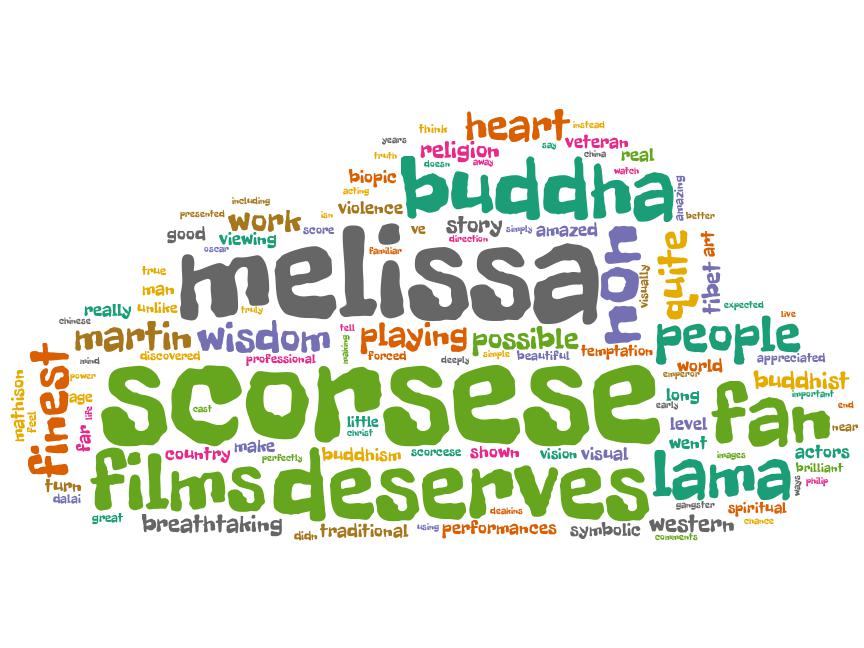 heart
think
instead
years
religion
say
veteran
truth
doesn
away
china
real
biopic
buddha
watch
acting
amazing
including
violence
better
presented
work
isn
ve
story
simply
amazed
good
viewing
score
direction
non
quite
art
oscar
familiar
melissa
true
visually
tibet
man
really
unlike
truly
expected
chinese
live
martin
wisdom
tell
playing
possible
people
making
mind
discovered
forced
simple
temptation
professional
deeply
beautiful
appreciated
finest
world
mathison
power
scorsese
emperor
buddhist
feel
age
early
long
important
far
life
cast
fan
end
little
level
near
christ
country
make
went
perfectly
buddhism
scorcese
shown
vision
visual
images
actors
films
deserves
lama
brilliant
turn
ways
philip
dalai
gangster
spiritual
great
deakins
breathtaking
chance
didn
traditional
using
performances
symbolic
western
comments